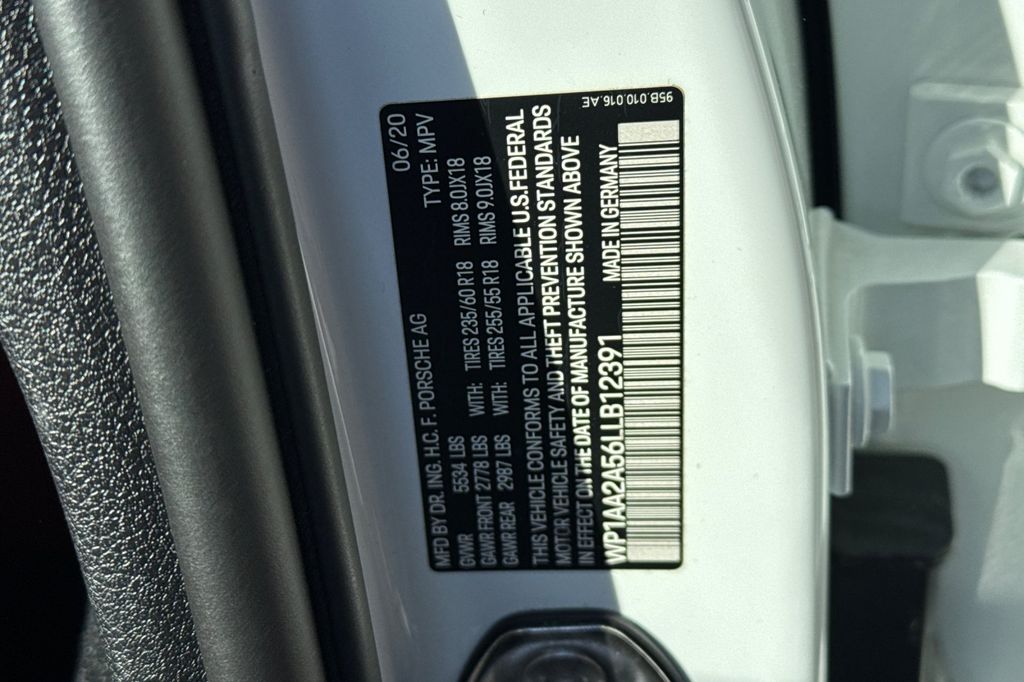 MFD BY DR. ING. H.C. F. PORSCHE AG 06/20
GVWR 5534 LBS TYPE: MPV
GAWR FRONT 2778 LBS WITH: TIRES 235/60 R18 RIMS 8.0JX18
GAWR REAR 2987 LBS WITH: TIRES 255/55 R18 RIMS 9.0JX18
THIS VEHICLE CONFORMS TO ALL APPLICABLE U.S.FEDERAL
MOTOR VEHICLE SAFETY AND THEFT PREVENTION STANDARDS
IN EFFECT ON THE DATE OF MANUFACTURE SHOWN ABOVE
WP1AA2A56LLB12391 MADE IN GERMANY
95B.010.016.AE